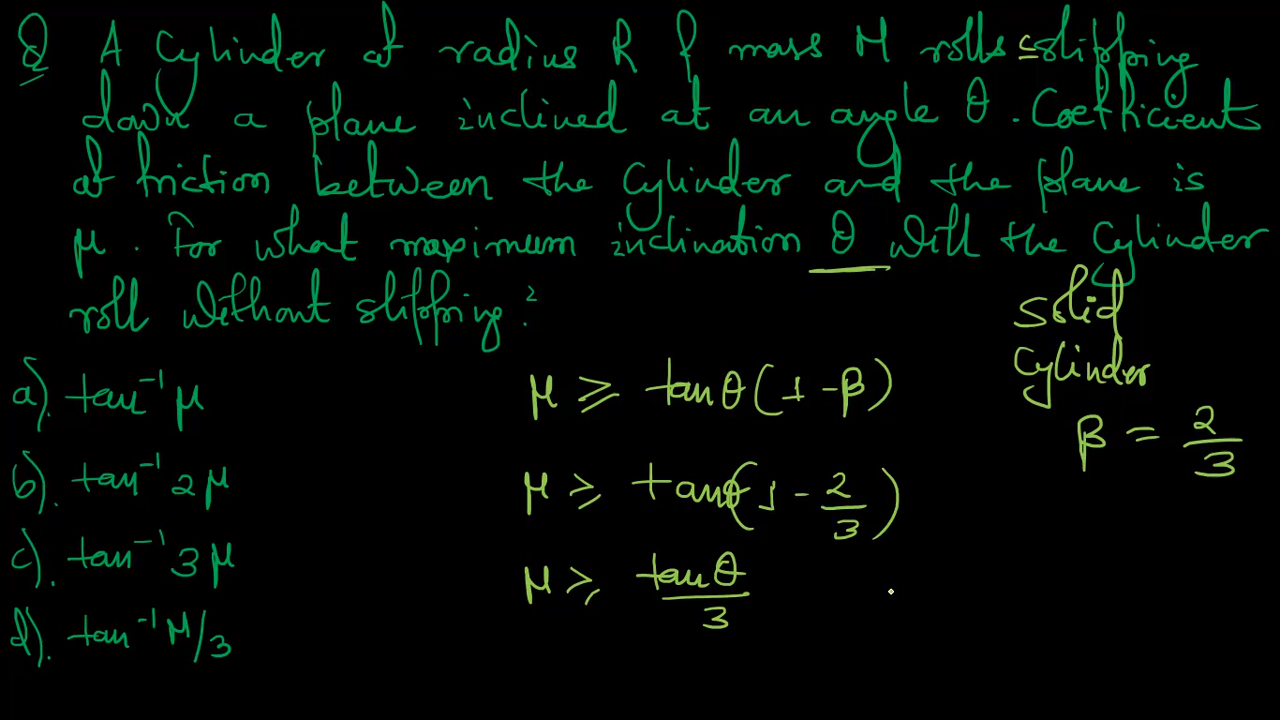 Q A Cylinder of radius R & mass M rolls c̲ slipping
down a plane inclined at an angle θ. Coefficient
of friction between the cylinder and the plane is
μ. For what maximum inclination θ will the cylinder
roll without slipping?
a). tan⁻¹ μ
b). tan⁻¹ 2μ
c). tan⁻¹ 3μ
d). tan⁻¹ μ/3
μ ≥ tanθ(1 - β)
μ ≥ tanθ(1 - 2/3)
μ ≥ tanθ/3
solid
cylinder
β = 2/3